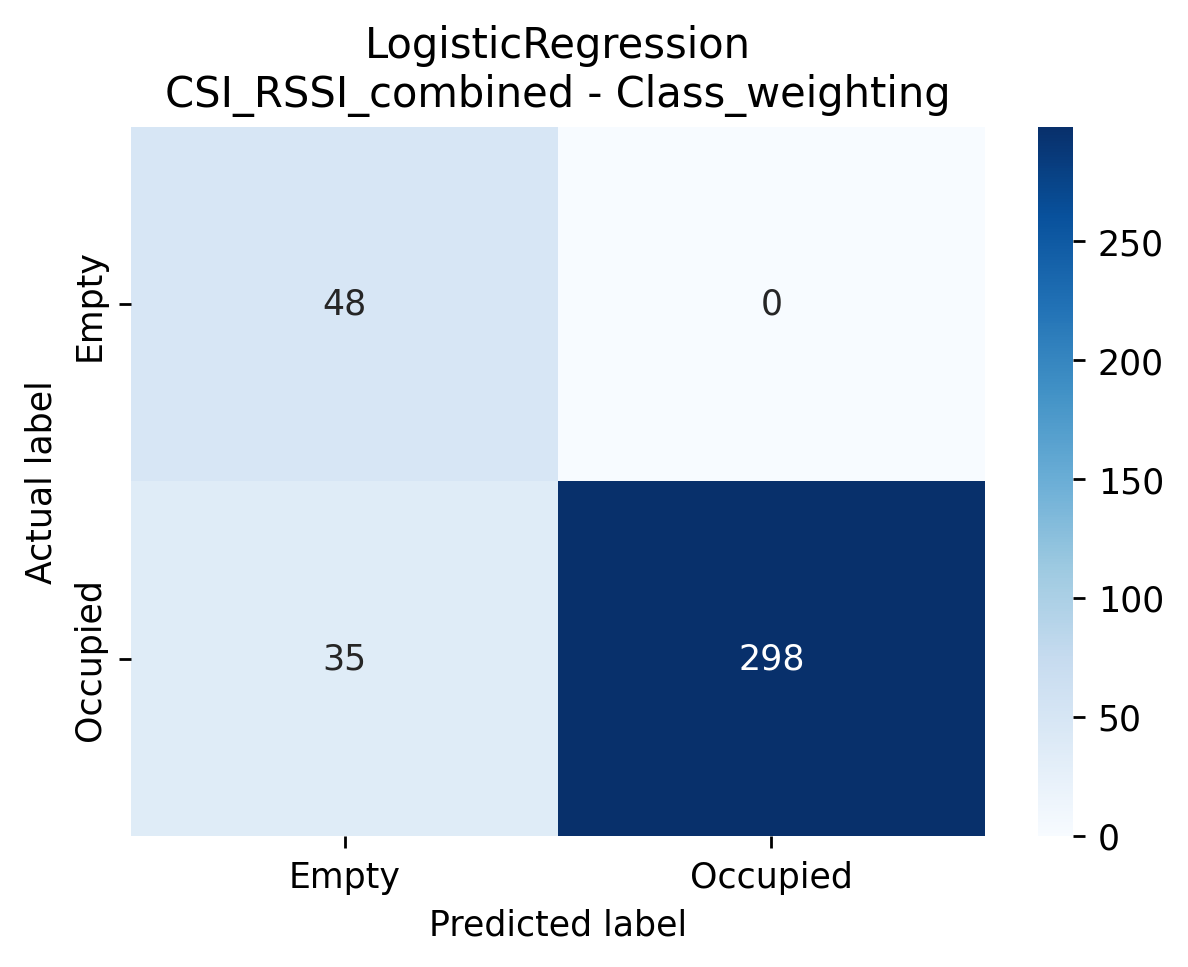 LogisticRegression
CSI_RSSI_combined - Class_weighting
Actual label
Empty
Occupied
48
0
35
298
Empty
Occupied
Predicted label
250
200
150
100
50
0